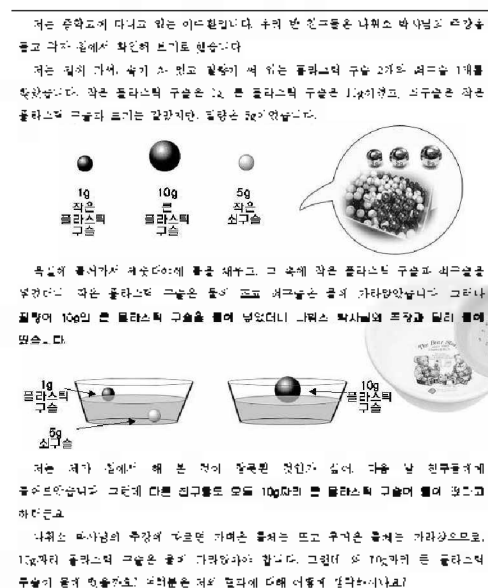 저는 중학교에 다니고 있는 이 입니다. 우리 반 친구들은 나휘소 박사님의 주장을
듣고 각자 집에서 확인해 보기로 했습니다
저는 집에 가서, 속이 차 있고 질량이 써 있는 플라스틱 구슬 2개와 쇠구슬 1개를
찾았습니다. 작은 플라스틱 구슬은 1g, 큰 플라스틱 구슬은 10g이었고, 쇠구슬은 작은
플라스틱 구슬과 크기는 같았지만, 질량은 5g이었습니다.
1g
작은
플라스틱
구슬
10g
큰
플라스틱
구슬
5g
작은
쇠구슬
욕실에 들어가서 세숫대야에 물을 채우고, 그 속에 작은 플라스틱 구슬과 쇠구슬을
넣었더니 작은 플라스틱 구슬은 물에 뜨고 쇠구슬은 물에 가라앉았습니다. 그러나
질량이 10g인 큰 플라스틱 구슬을 물에 넣었더니 나휘소 박사님의 주장과 달리 물에
떴습니다.
1g
플라스틱
구슬
5g
쇠구슬
10g
플라스틱
구슬
저는 제가 집에서 해 본 것이 잘못된 것인가 싶어, 다음 날 친구들에게
물어보았습니다. 그런데 다른 친구들도 모두 10g짜리 큰 플라스틱 구슬이 물에 떴다고
하더군요.
나휘소 박사님의 주장에 따르면 가벼운 물체는 뜨고 무거운 물체는 가라앉으므로,
10g짜리 플라스틱 구슬은 물에 가라앉아야 합니다. 그런데 왜 10g짜리 큰 플라스틱
구슬이 물에 떴을까요? 여러분은 저의 결과에 대해 어떻게 생각하시나요?